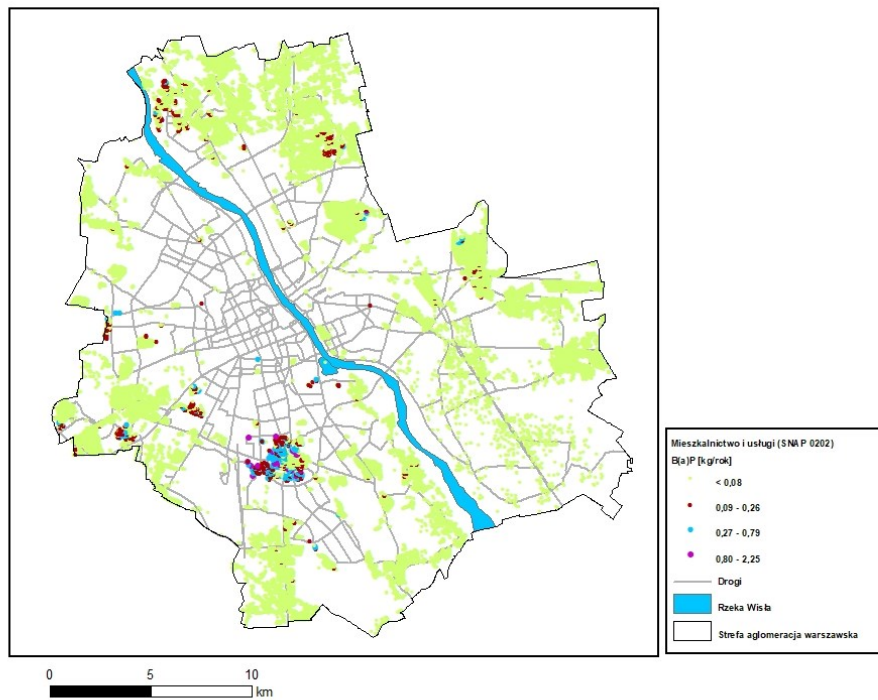 Mieszkalnictwo i usługi (SNAP 0202)
B(a)P [kg/rok]
< 0,08
0,09 - 0,26
0,27 - 0,79
0,80 - 2,25
Drogi
Rzeka Wisła
Strefa aglomeracja warszawska
0 5 10
km